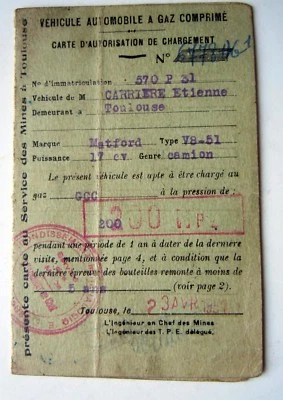 VÉHICULE AUTOMOBILE A GAZ COMPRIMÉ
CARTE D'AUTORISATION DE CHARGEMENT
N°
No d'immatriculation 570 P 31
Véhicule de M CARRIERE Etienne
Demeurant à Toulouse
Marque Matford Type V8-51
Puissance 17 cv. Genre camion
Le présent véhicule est apte à être chargé au
gaz GCC à la pression de :
200
pendant une période de 1 an à dater de la dernière
visite, mentionnée page 4, et à condition que la
dernière épreuve des bouteilles remonte à moins
de 5 ans (voir page 2).
Toulouse, le 23 AVR
L'Ingénieur en Chef des Mines
L'Ingénieur des T.P.E. délégué,
présente carte au Service des Mines à Toulouse